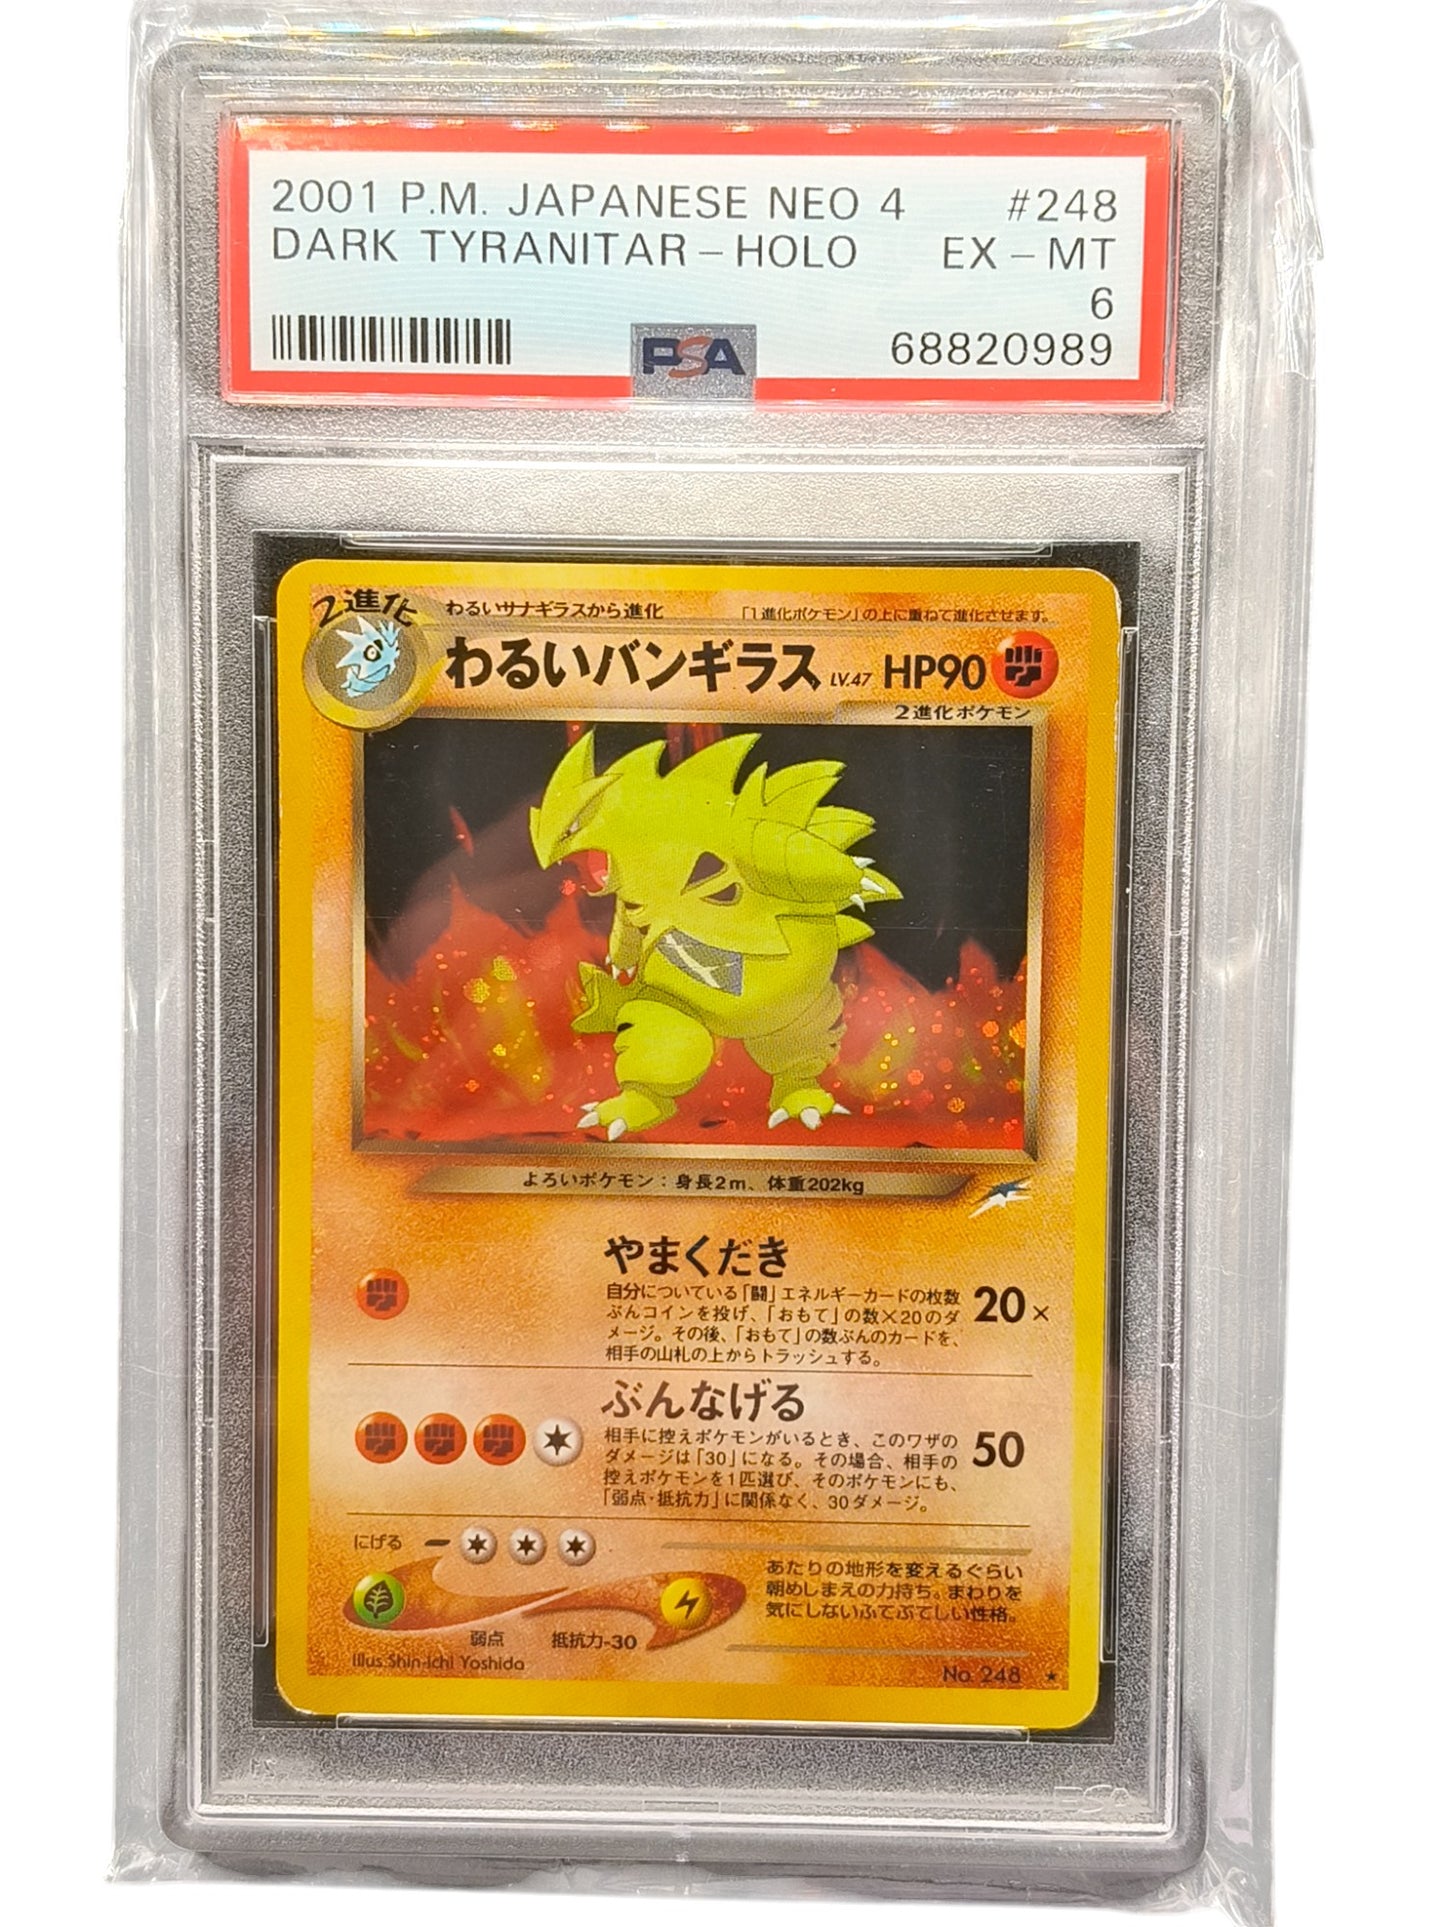 2001 P.M. JAPANESE NEO 4 #248
DARK TYRANITAR-HOLO EX-MT
6
PSA 68820989
2進化 わるいサナギラスから進化 「1進化ポケモン」の上に重ねて進化させます。
わるいバンギラス LV.47 HP90
2進化ポケモン
よろいポケモン:身長2m、体重202kg
やまくだき
自分についている「闘」エネルギーカードの枚数
ぶんコインを投げ、「おもて」の数×20のダ
メージ。その後、「おもて」の数ぶんのカードを、
相手の山札の上からトラッシュする。
20×
ぶんなげる
相手に控えポケモンがいるとき、このワザの
ダメージは「30」になる。その場合、相手の
控えポケモンを1匹選び、そのポケモンにも、
「弱点・抵抗力」に関係なく、30ダメージ。
50
にげる
あたりの地形を変えるぐらい
朝めしまえの力持ち。まわりを
気にしないふてぶてしい性格。
弱点 抵抗力-30
Illus.Shin-ichi Yoshida
No. 248 ★
PSA